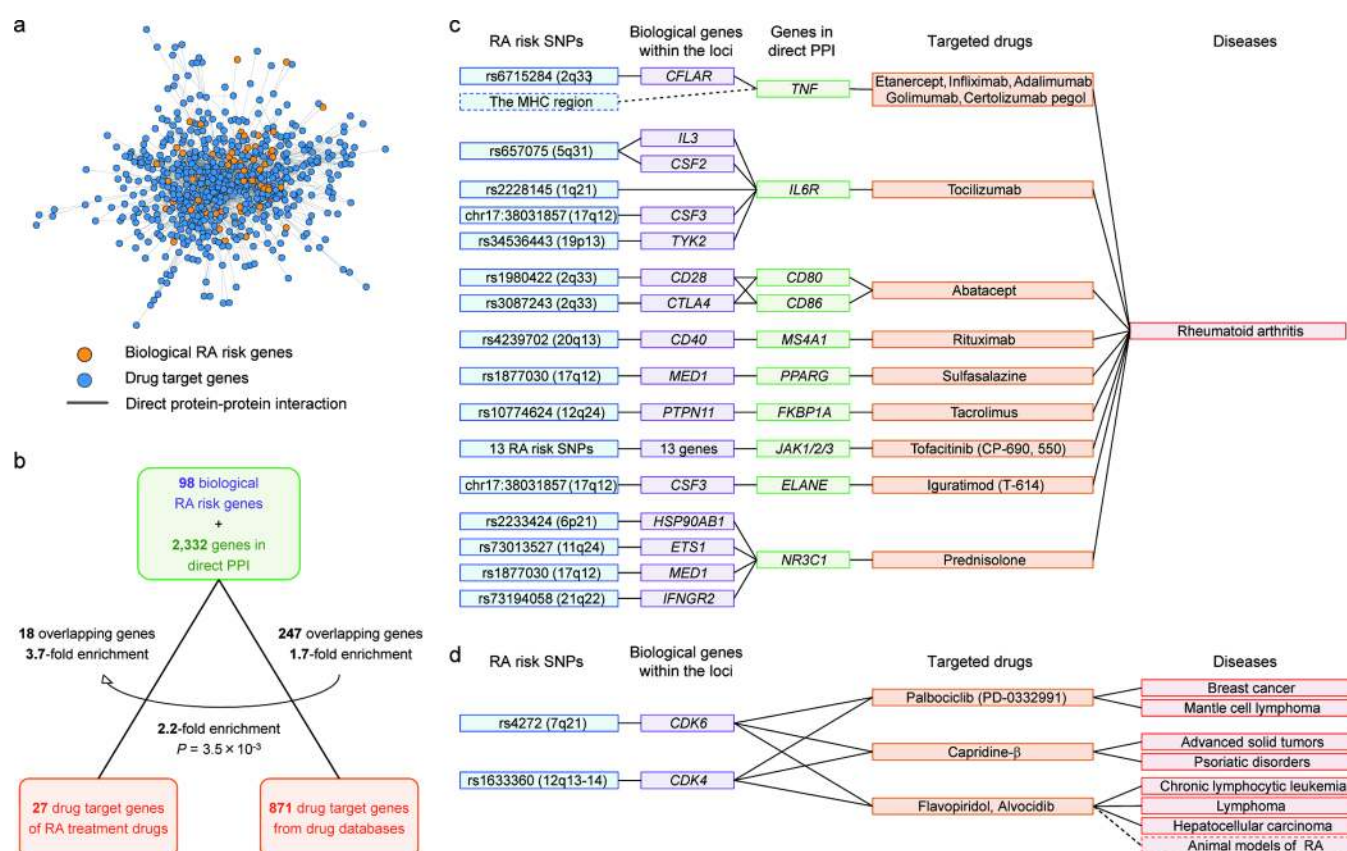 a
Biological RA risk genes
Drug target genes
Direct protein-protein interaction
b
98 biological
RA risk genes
+
2,332 genes in
direct PPI
18 overlapping genes
3.7-fold enrichment
247 overlapping genes
1.7-fold enrichment
2.2-fold enrichment
P = 3.5 × 10⁻³
27 drug target genes
of RA treatment drugs
871 drug target genes
from drug databases
c
RA risk SNPs
Biological genes
within the loci
Genes in
direct PPI
Targeted drugs
Diseases
rs6715284 (2q33)
CFLAR
The MHC region
TNF
Etanercept, Infliximab, Adalimumab
Golimumab, Certolizumab pegol
rs657075 (5q31)
IL3
CSF2
rs2228145 (1q21)
IL6R
Tocilizumab
chr17:38031857 (17q12)
CSF3
rs34536443 (19p13)
TYK2
rs1980422 (2q33)
CD28
CD80
rs3087243 (2q33)
CTLA4
CD86
Abatacept
Rheumatoid arthritis
rs4239702 (20q13)
CD40
MS4A1
Rituximab
rs1877030 (17q12)
MED1
PPARG
Sulfasalazine
rs10774624 (12q24)
PTPN11
FKBP1A
Tacrolimus
13 RA risk SNPs
13 genes
JAK1/2/3
Tofacitinib (CP-690, 550)
chr17:38031857 (17q12)
CSF3
ELANE
Iguratimod (T-614)
rs2233424 (6p21)
HSP90AB1
rs73013527 (11q24)
ETS1
rs1877030 (17q12)
MED1
rs73194058 (21q22)
IFNGR2
NR3C1
Prednisolone
d
RA risk SNPs
Biological genes
within the loci
Targeted drugs
Diseases
rs4272 (7q21)
CDK6
rs1633360 (12q13-14)
CDK4
Palbociclib (PD-0332991)
Breast cancer
Mantle cell lymphoma
Capridine-β
Advanced solid tumors
Psoriatic disorders
Flavopiridol, Alvocidib
Chronic lymphocytic leukemia
Lymphoma
Hepatocellular carcinoma
Animal models of RA